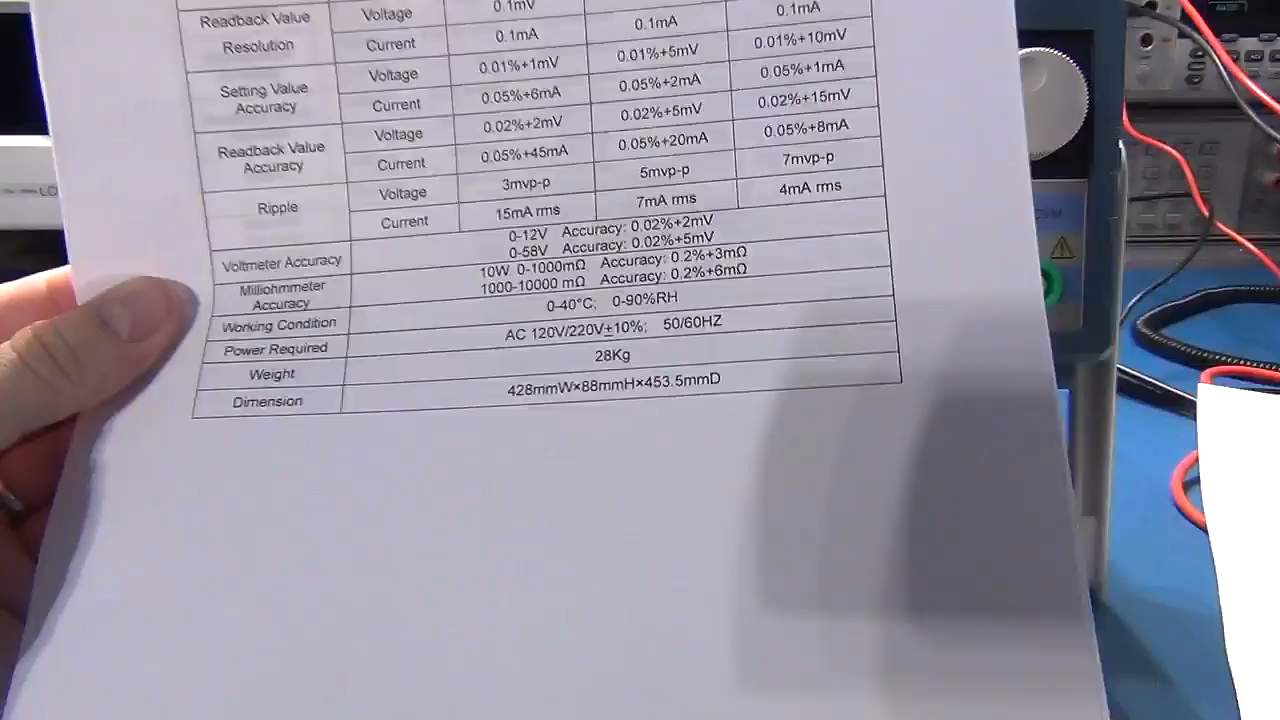 Readback Value Resolution Voltage 0.1mV 0.1mA
Current 0.1mA 0.1mA
Setting Value Accuracy Voltage 0.01%+1mV 0.01%+5mV 0.01%+10mV
Current 0.05%+6mA 0.05%+2mA 0.05%+1mA
Readback Value Accuracy Voltage 0.02%+2mV 0.02%+5mV 0.02%+15mV
Current 0.05%+45mA 0.05%+20mA 0.05%+8mA
Ripple Voltage 3mvp-p 5mvp-p 7mvp-p
Current 15mA rms 7mA rms 4mA rms
Voltmeter Accuracy 0-12V Accuracy: 0.02%+2mV
0-58V Accuracy: 0.02%+5mV
Milliohmmeter Accuracy 10W 0-1000mΩ Accuracy: 0.2%+3mΩ
1000-10000 mΩ Accuracy: 0.2%+6mΩ
Working Condition 0-40°C; 0-90%RH
Power Required AC 120V/220V±10%; 50/60HZ
Weight 28Kg
Dimension 428mmW×88mmH×453.5mmD
DVM